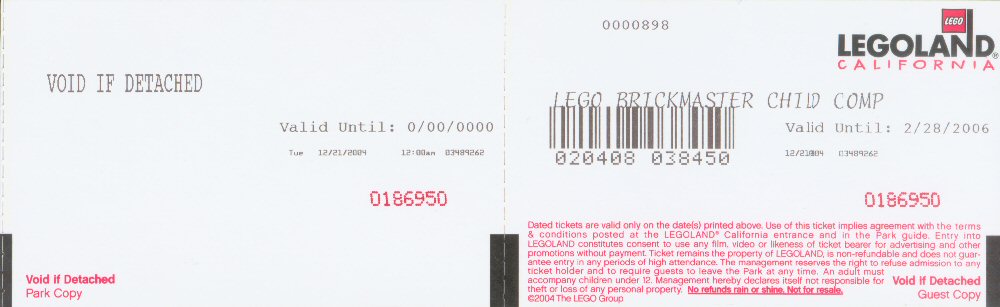 VOID IF DETACHED
Valid Until: 0/00/0000
Tue 12/21/2004 12:00am 03489262
0186950
Void if Detached
Park Copy
0000898
LEGO
LEGOLAND®
CALIFORNIA
LEGO BRICKMASTER CHILD COMP
Valid Until: 2/28/2006
020408 038450
12/21/2004 03489262
0186950
Dated tickets are valid only on the date(s) printed above. Use of this ticket implies agreement with the terms
& conditions posted at the LEGOLAND® California entrance and in the Park guide. Entry into
LEGOLAND constitutes consent to use any film, video or likeness of ticket bearer for advertising and other
promotions without payment. Ticket remains the property of LEGOLAND, is non-refundable and does not guar-
antee entry in any periods of high attendance. The management reserves the right to refuse admission to any
ticket holder and to require guests to leave the Park at any time. An adult must
accompany children under 12. Management hereby declares itself not responsible for
theft or loss of any personal property. No refunds rain or shine. Not for resale.
©2004 The LEGO Group
Void if Detached
Guest Copy